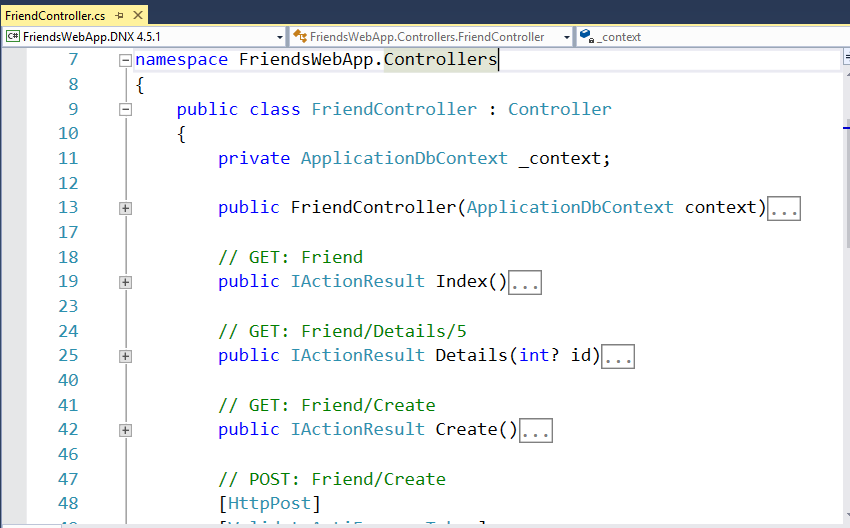 FriendController.cs
C# FriendsWebApp.DNX 4.5.1 FriendsWebApp.Controllers.FriendController _context
7 namespace FriendsWebApp.Controllers
8 {
9 public class FriendController : Controller
10 {
11 private ApplicationDbContext _context;
12
13 public FriendController(ApplicationDbContext context)...
17
18 // GET: Friend
19 public IActionResult Index()...
23
24 // GET: Friend/Details/5
25 public IActionResult Details(int? id)...
40
41 // GET: Friend/Create
42 public IActionResult Create()...
46
47 // POST: Friend/Create
48 [HttpPost]